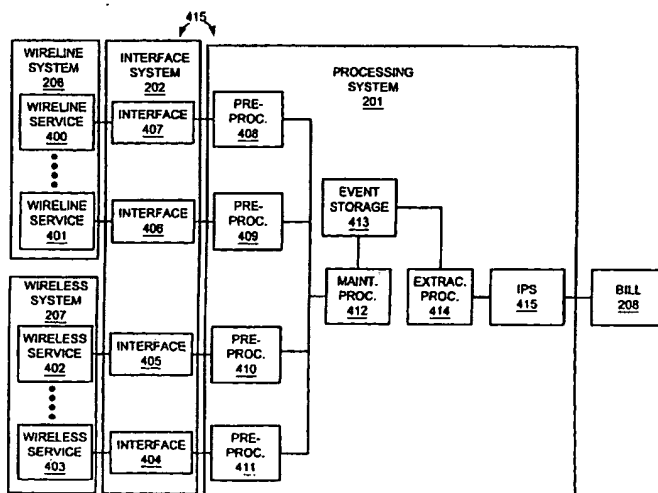 415
WIRELINE
SYSTEM
206
INTERFACE
SYSTEM
202
PROCESSING
SYSTEM
201
WIRELINE
SERVICE
400
INTERFACE
407
PRE-
PROC.
408
WIRELINE
SERVICE
401
INTERFACE
406
PRE-
PROC.
409
EVENT
STORAGE
413
MAINT.
PROC.
412
EXTRAC.
PROC.
414
IPS
415
BILL
208
WIRELESS
SYSTEM
207
WIRELESS
SERVICE
402
INTERFACE
405
PRE-
PROC.
410
WIRELESS
SERVICE
403
INTERFACE
404
PRE-
PROC.
411